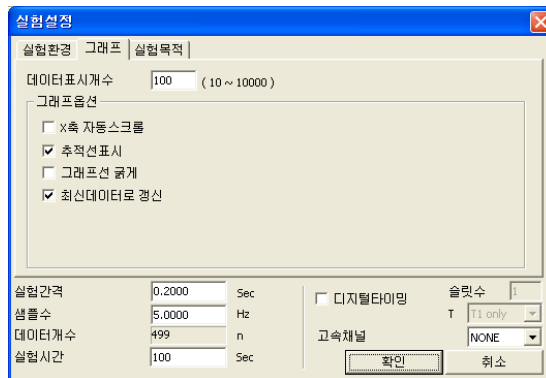 실험설정
실험환경 그래프 실험목적
데이터표시개수 100 ( 10 ~ 10000 )
그래프옵션
x축 자동스크롤
추적선표시
그래프선 굵게
최신데이터로 갱신
실험간격 0.2000 Sec
샘플수 5.0000 Hz
데이터개수 499 n
실험시간 100 Sec
디지털타이밍
슬릿수 1
T T1 only
고속채널 NONE
확인 취소